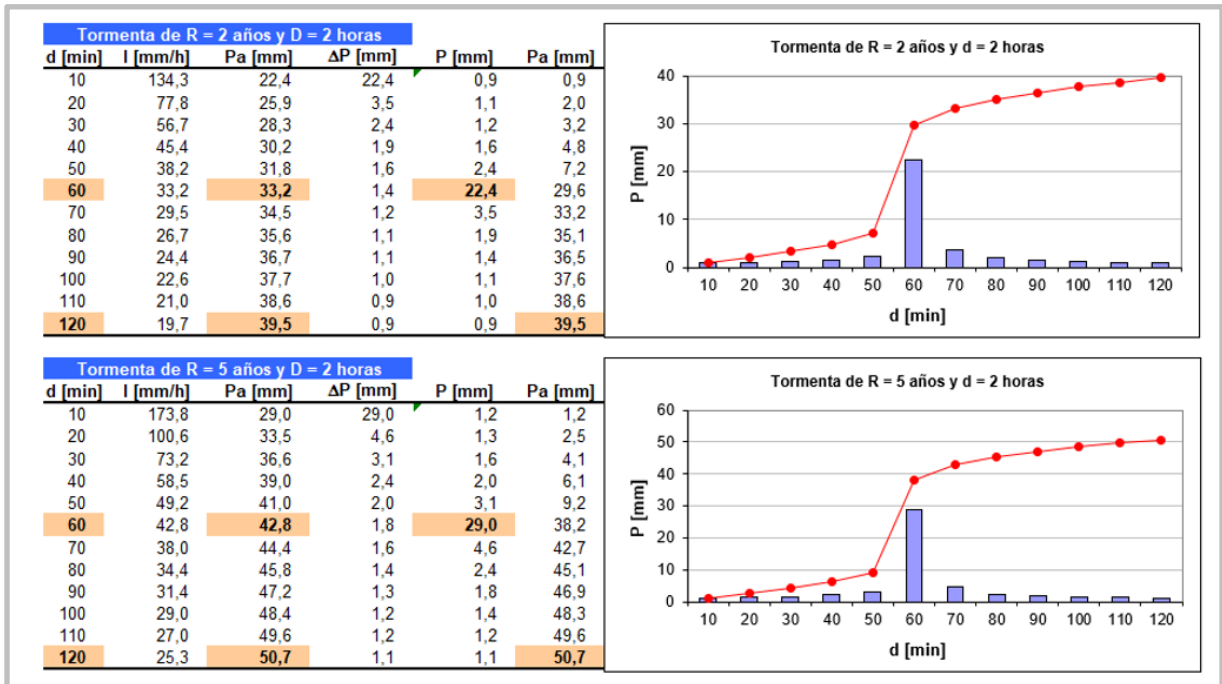 Tormenta de R = 2 años y D = 2 horas
d [min] I [mm/h] Pa [mm] ΔP [mm] P [mm] Pa [mm]
10 134,3 22,4 22,4 0,9 0,9
20 77,8 25,9 3,5 1,1 2,0
30 56,7 28,3 2,4 1,2 3,2
40 45,4 30,2 1,9 1,6 4,8
50 38,2 31,8 1,6 2,4 7,2
60 33,2 33,2 1,4 22,4 29,6
70 29,5 34,5 1,2 3,5 33,2
80 26,7 35,6 1,1 1,9 35,1
90 24,4 36,7 1,1 1,4 36,5
100 22,6 37,7 1,0 1,1 37,6
110 21,0 38,6 0,9 1,0 38,6
120 19,7 39,5 0,9 0,9 39,5
Tormenta de R = 2 años y d = 2 horas
40
30
20
10
0
P [mm]
10 20 30 40 50 60 70 80 90 100 110 120
d [min]
Tormenta de R = 5 años y D = 2 horas
d [min] I [mm/h] Pa [mm] ΔP [mm] P [mm] Pa [mm]
10 173,8 29,0 29,0 1,2 1,2
20 100,6 33,5 4,6 1,3 2,5
30 73,2 36,6 3,1 1,6 4,1
40 58,5 39,0 2,4 2,0 6,1
50 49,2 41,0 2,0 3,1 9,2
60 42,8 42,8 1,8 29,0 38,2
70 38,0 44,4 1,6 4,6 42,7
80 34,4 45,8 1,4 2,4 45,1
90 31,4 47,2 1,3 1,8 46,9
100 29,0 48,4 1,2 1,4 48,3
110 27,0 49,6 1,2 1,2 49,6
120 25,3 50,7 1,1 1,1 50,7
Tormenta de R = 5 años y d = 2 horas
60
50
40
30
20
10
0
P [mm]
10 20 30 40 50 60 70 80 90 100 110 120
d [min]